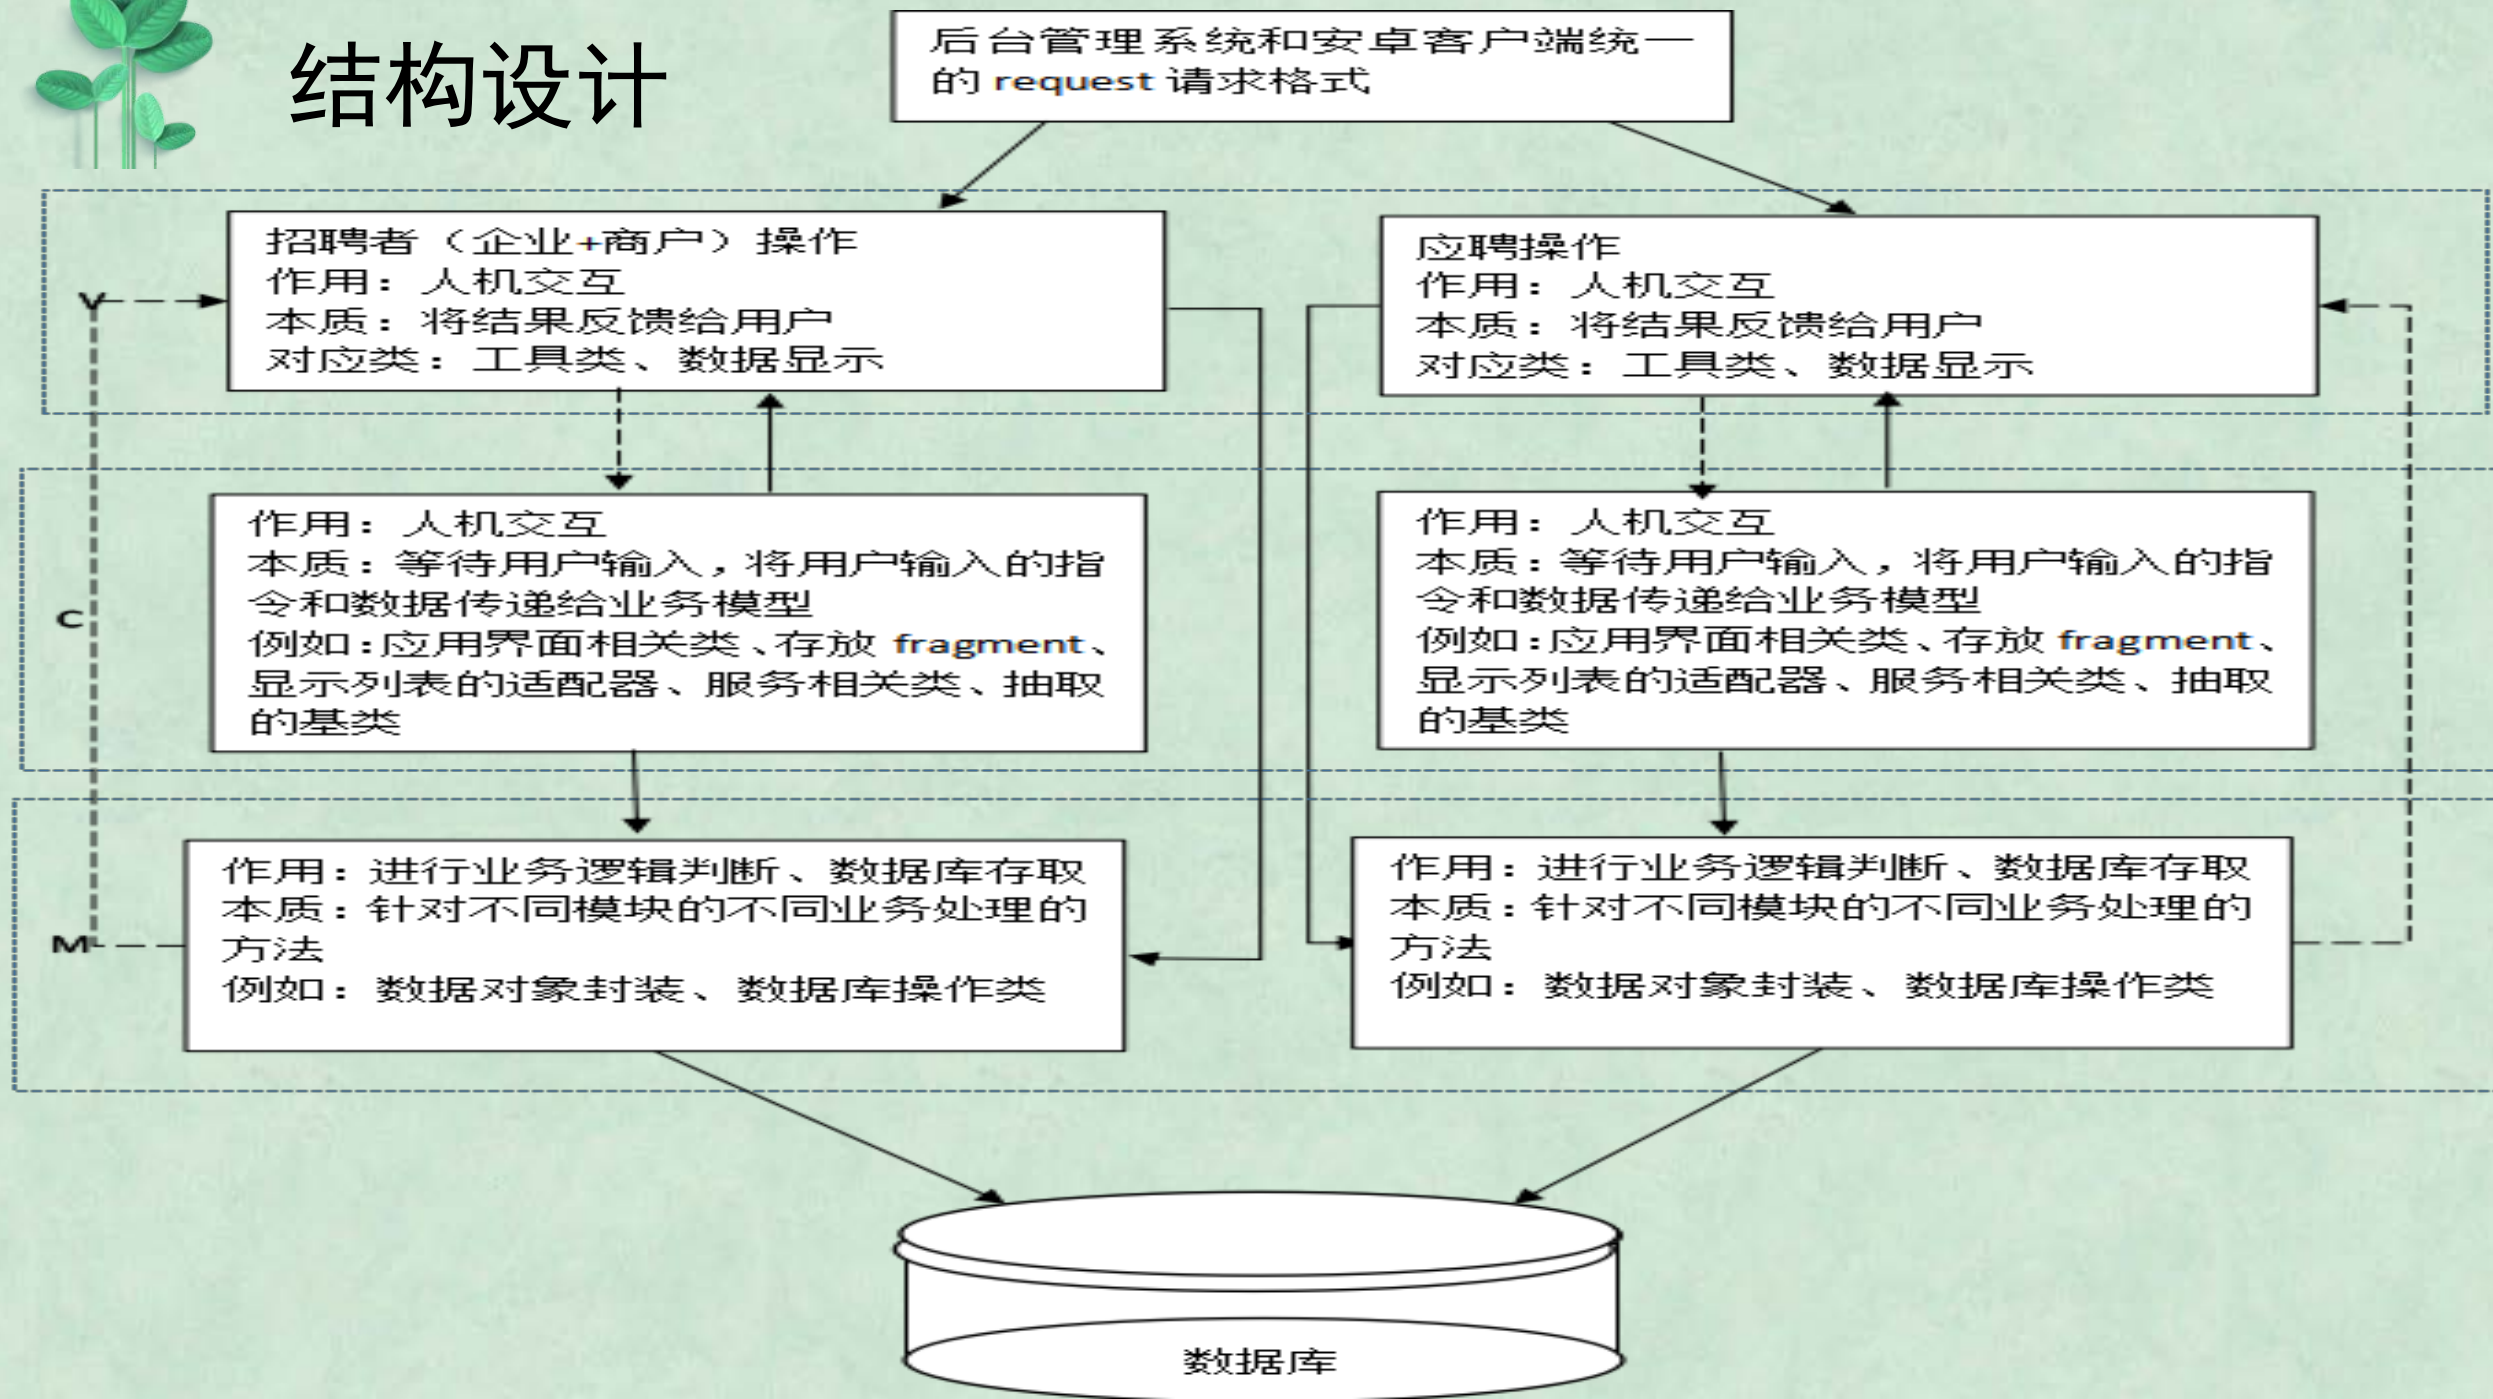 结构设计
后台管理系统和安卓客户端统一
的 request 请求格式
招聘者（企业+商户）操作
作用：人机交互
本质：将结果反馈给用户
对应类：工具类、数据显示
应聘操作
作用：人机交互
本质：将结果反馈给用户
对应类：工具类、数据显示
V
作用：人机交互
本质：等待用户输入，将用户输入的指
令和数据传递给业务模型
例如：应用界面相关类、存放 fragment、
显示列表的适配器、服务相关类、抽取
的基类
作用：人机交互
本质：等待用户输入，将用户输入的指
令和数据传递给业务模型
例如：应用界面相关类、存放 fragment、
显示列表的适配器、服务相关类、抽取
的基类
C
作用：进行业务逻辑判断、数据库存取
本质：针对不同模块的不同业务处理的
方法
例如：数据对象封装、数据库操作类
作用：进行业务逻辑判断、数据库存取
本质：针对不同模块的不同业务处理的
方法
例如：数据对象封装、数据库操作类
M
数据库